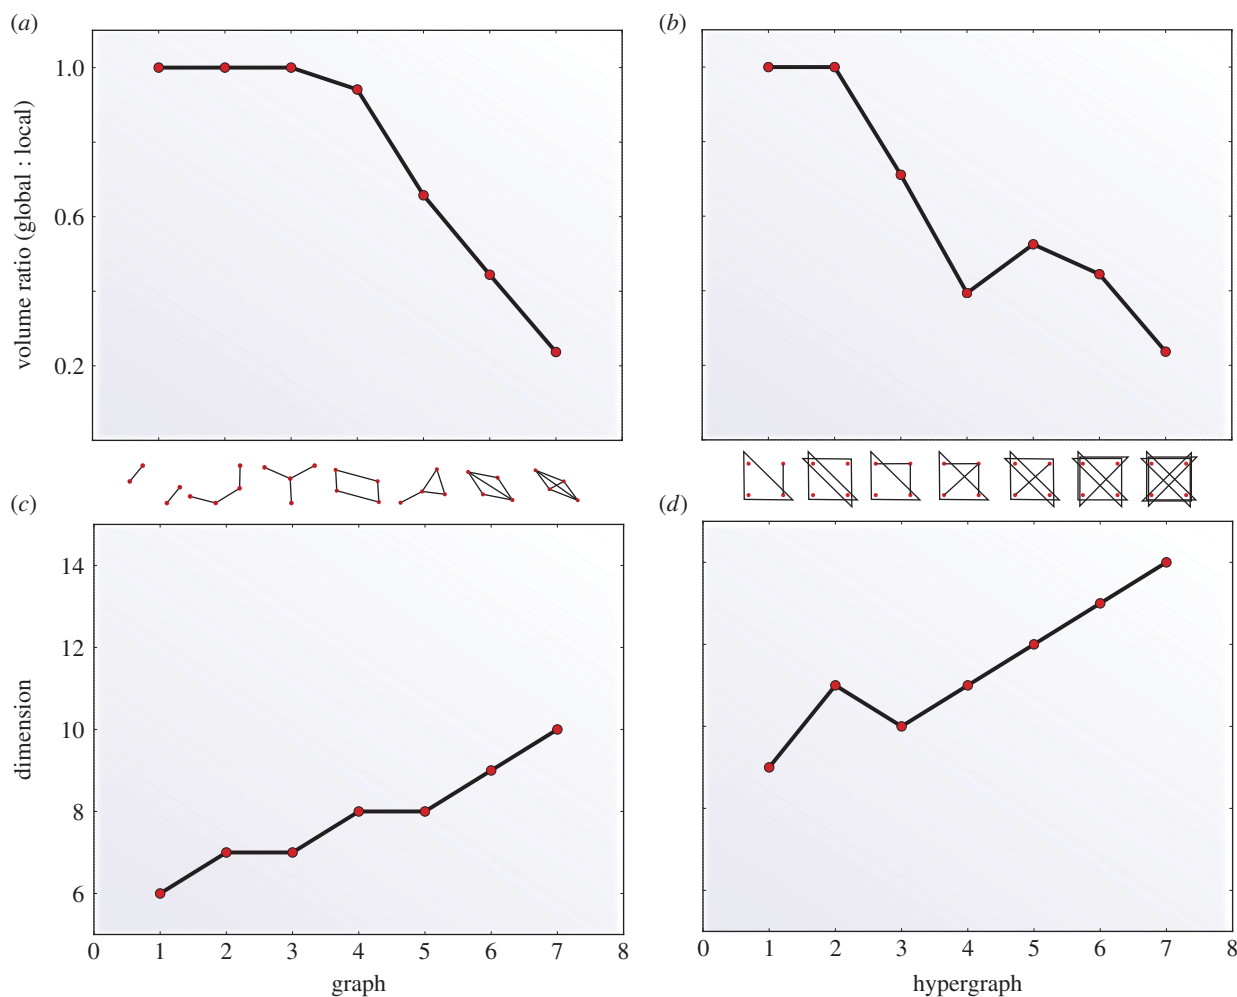 (a)
(b)
1.0
0.6
0.2
volume ratio (global : local)
(c)
(d)
14
12
10
8
6
dimension
0 1 2 3 4 5 6 7 8
graph
0 1 2 3 4 5 6 7 8
hypergraph